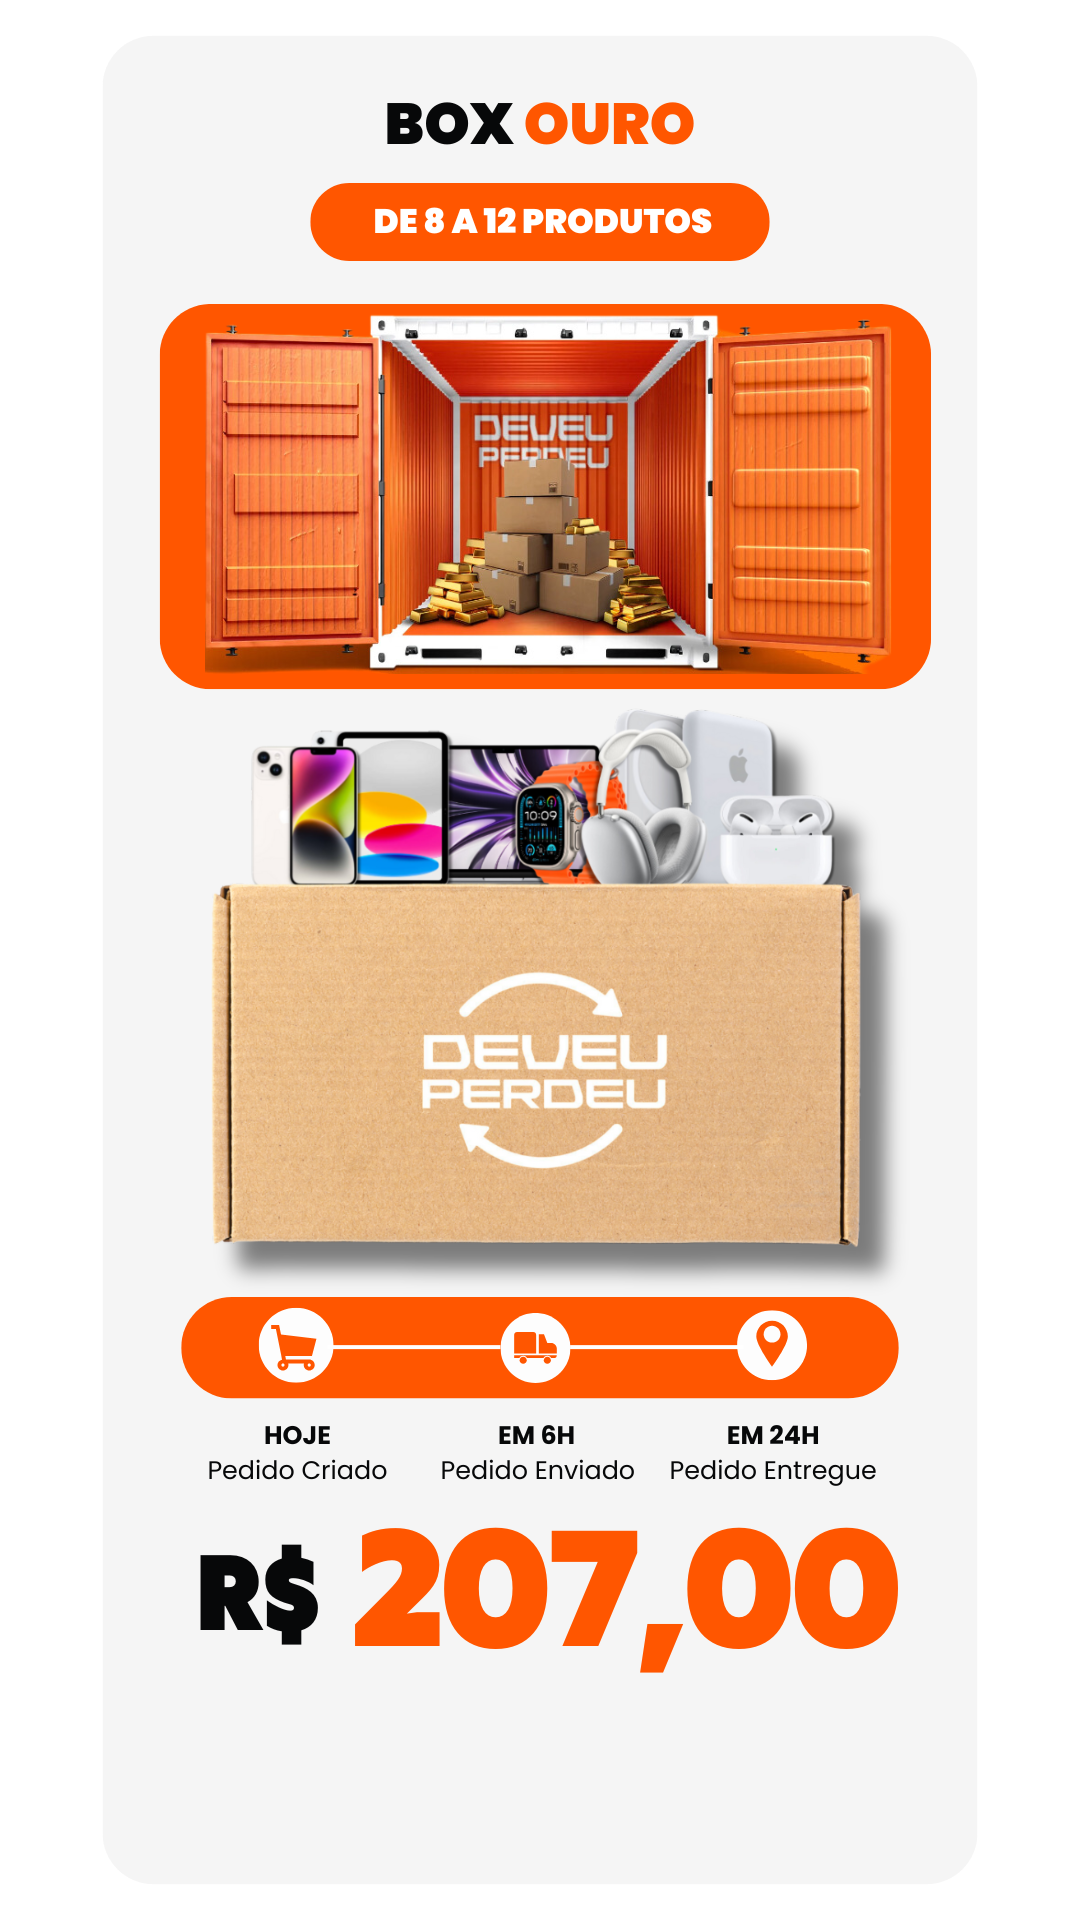 BOX OURO
DE 8 A 12 PRODUTOS
DEVEU
PERDEU
10:09
DEVEU
PERDEU
HOJE
Pedido Criado
EM 6H
Pedido Enviado
EM 24H
Pedido Entregue
R$ 207,00